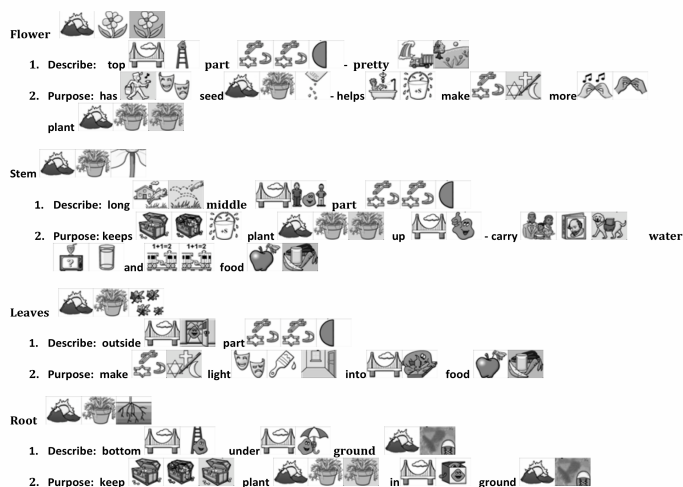 Flower
1. Describe: top part - pretty
2. Purpose: has seed - helps make more
plant
Stem
1. Describe: long middle part
2. Purpose: keeps plant up - carry water
and food
Leaves
1. Describe: outside part
2. Purpose: make light into food
Root
1. Describe: bottom under ground
2. Purpose: keep plant in ground